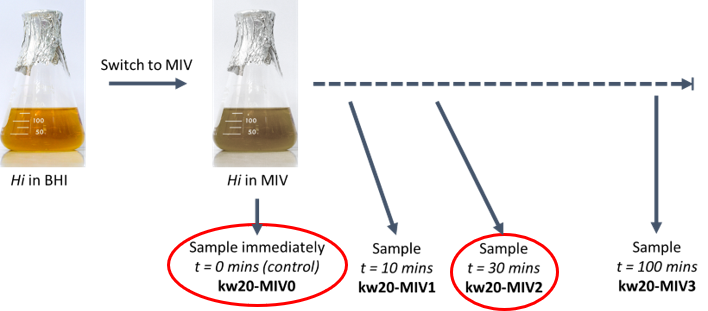 Switch to MIV
100
50
100
50
Hi in BHI
Hi in MIV
Sample immediately
t = 0 mins (control)
kw20-MIV0
Sample
t = 10 mins
kw20-MIV1
Sample
t = 30 mins
kw20-MIV2
Sample
t = 100 mins
kw20-MIV3